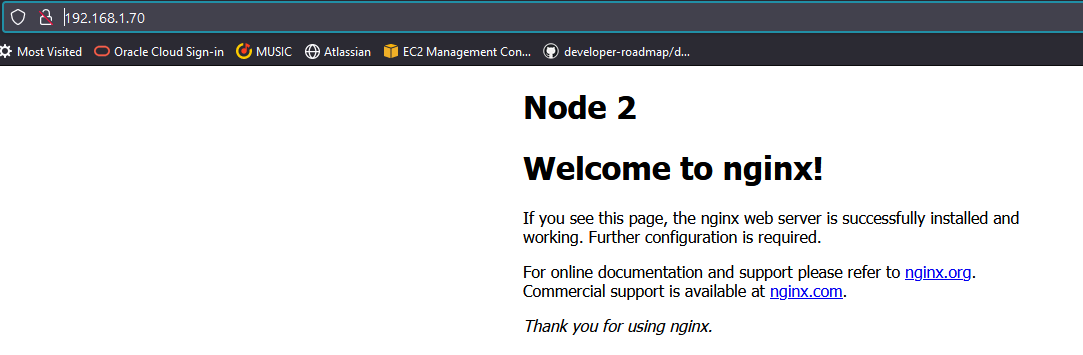 192.168.1.70
Most Visited Oracle Cloud Sign-in MUSIC Atlassian EC2 Management Con... developer-roadmap/d...
Node 2
Welcome to nginx!
If you see this page, the nginx web server is successfully installed and
working. Further configuration is required.
For online documentation and support please refer to nginx.org.
Commercial support is available at nginx.com.
Thank you for using nginx.